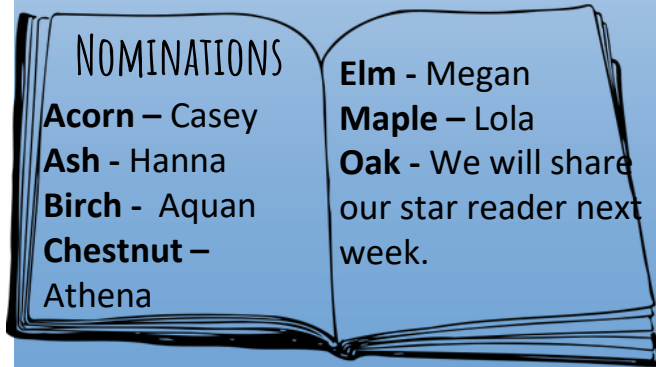 Nominations
Acorn – Casey
Ash - Hanna
Birch -  Aquan
Chestnut –
Athena
Elm - Megan
Maple – Lola
Oak - We will share
our star reader next
week.